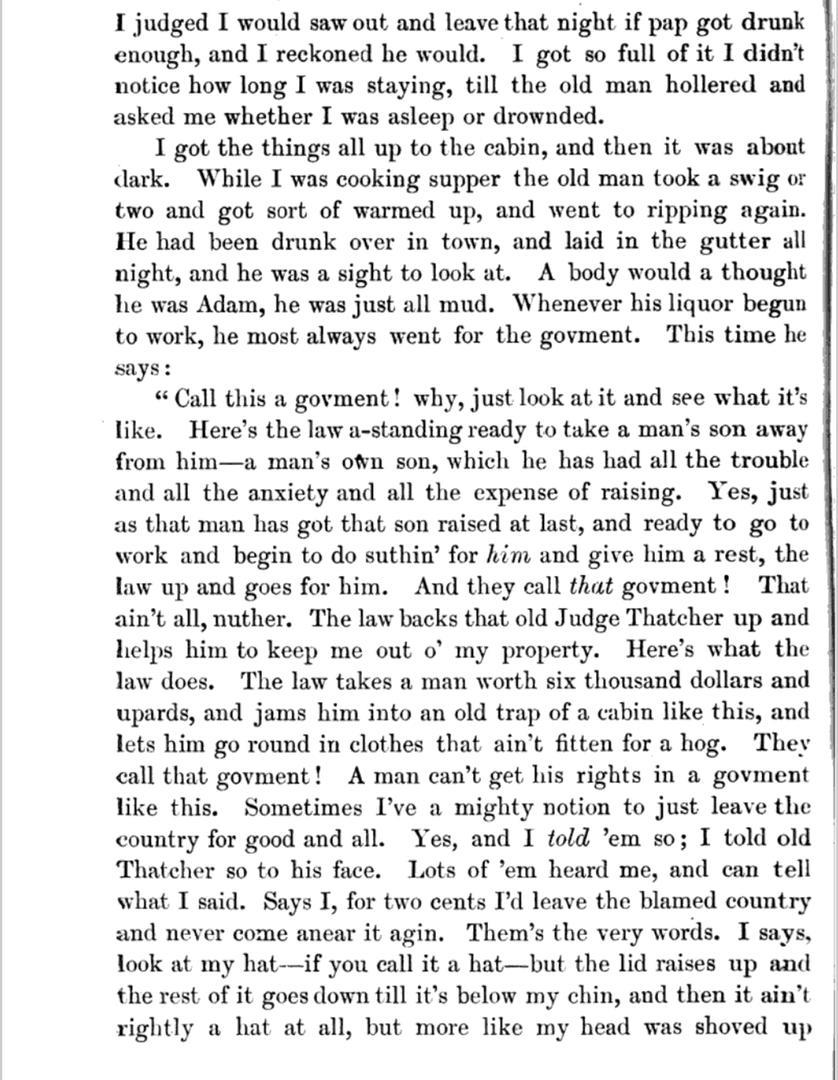 I judged I would saw out and leave that night if pap got drunk
enough, and I reckoned he would. I got so full of it I didn't
notice how long I was staying, till the old man hollered and
asked me whether I was asleep or drownded.
I got the things all up to the cabin, and then it was about
dark. While I was cooking supper the old man took a swig or
two and got sort of warmed up, and went to ripping again.
He had been drunk over in town, and laid in the gutter all
night, and he was a sight to look at. A body would a thought
he was Adam, he was just all mud. Whenever his liquor begun
to work, he most always went for the govment. This time he
says:
“Call this a govment! why, just look at it and see what it's
like. Here's the law a-standing ready to take a man's son away
from him—a man's own son, which he has had all the trouble
and all the anxiety and all the expense of raising. Yes, just
as that man has got that son raised at last, and ready to go to
work and begin to do suthin' for him and give him a rest, the
law up and goes for him. And they call that govment! That
ain't all, nuther. The law backs that old Judge Thatcher up and
helps him to keep me out o' my property. Here's what the
law does. The law takes a man worth six thousand dollars and
upards, and jams him into an old trap of a cabin like this, and
lets him go round in clothes that ain't fitten for a hog. They
call that govment! A man can't get his rights in a govment
like this. Sometimes I've a mighty notion to just leave the
country for good and all. Yes, and I told 'em so; I told old
Thatcher so to his face. Lots of 'em heard me, and can tell
what I said. Says I, for two cents I'd leave the blamed country
and never come anear it agin. Them's the very words. I says,
look at my hat—if you call it a hat—but the lid raises up and
the rest of it goes down till it's below my chin, and then it ain't
rightly a hat at all, but more like my head was shoved up